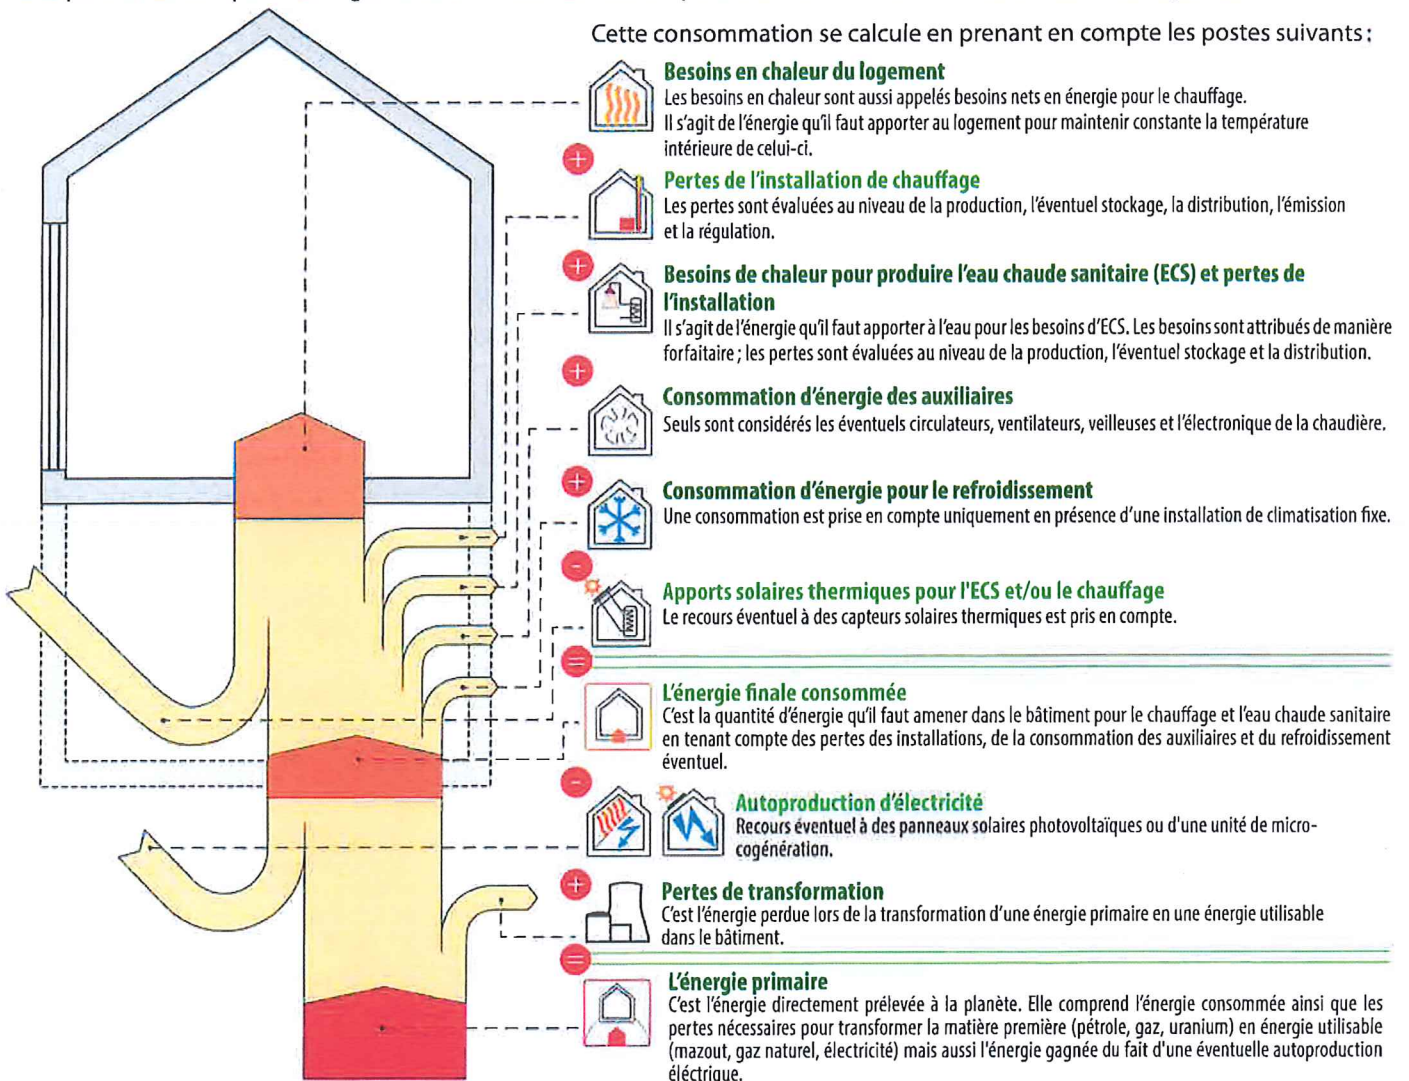 Cette consommation se calcule en prenant en compte les postes suivants :
Besoins en chaleur du logement
Les besoins en chaleur sont aussi appelés besoins nets en énergie pour le chauffage.
Il s'agit de l'énergie qu'il faut apporter au logement pour maintenir constante la température
intérieure de celui-ci.
+
Pertes de l'installation de chauffage
Les pertes sont évaluées au niveau de la production, l'éventuel stockage, la distribution, l'émission
et la régulation.
+
Besoins de chaleur pour produire l'eau chaude sanitaire (ECS) et pertes de
l'installation
Il s'agit de l'énergie qu'il faut apporter à l'eau pour les besoins d'ECS. Les besoins sont attribués de manière
forfaitaire ; les pertes sont évaluées au niveau de la production, l'éventuel stockage et la distribution.
+
Consommation d'énergie des auxiliaires
Seuls sont considérés les éventuels circulateurs, ventilateurs, veilleuses et l'électronique de la chaudière.
+
Consommation d'énergie pour le refroidissement
Une consommation est prise en compte uniquement en présence d'une installation de climatisation fixe.
-
Apports solaires thermiques pour l'ECS et/ou le chauffage
Le recours éventuel à des capteurs solaires thermiques est pris en compte.
=
L'énergie finale consommée
C'est la quantité d'énergie qu'il faut amener dans le bâtiment pour le chauffage et l'eau chaude sanitaire
en tenant compte des pertes des installations, de la consommation des auxiliaires et du refroidissement
éventuel.
-
Autoproduction d'électricité
Recours éventuel à des panneaux solaires photovoltaïques ou d'une unité de micro-
cogénération.
+
Pertes de transformation
C'est l'énergie perdue lors de la transformation d'une énergie primaire en une énergie utilisable
dans le bâtiment.
=
L'énergie primaire
C'est l'énergie directement prélevée à la planète. Elle comprend l'énergie consommée ainsi que les
pertes nécessaires pour transformer la matière première (pétrole, gaz, uranium) en énergie utilisable
(mazout, gaz naturel, électricité) mais aussi l'énergie gagnée du fait d'une éventuelle autoproduction
éléctrique.